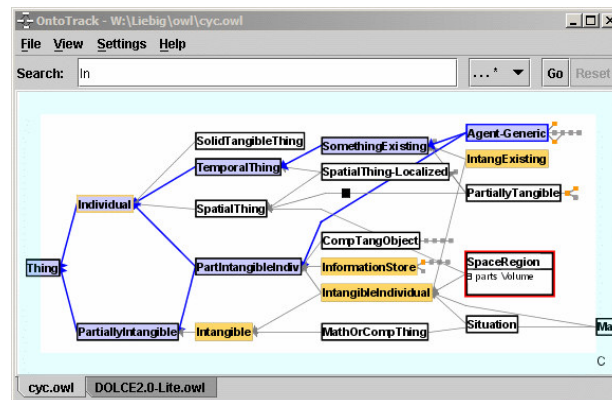 OntoTrack - W:\Liebig\owl\cyc.owl
File View Settings Help
Search: In ...* Go Reset
Agent-Generic
SolidTangibleThing
SomethingExisting
IntangExisting
TemporalThing
SpatialThing-Localized
PartiallyTangible
Individual
SpatialThing
CompTangObject
SpaceRegion
Thing
PartIntangibleIndiv
InformationStore
parts Volume
IntangibleIndividual
PartiallyIntangible
Intangible
MathOrCompThing
Situation
Ma
C
cyc.owl DOLCE2.0-Lite.owl